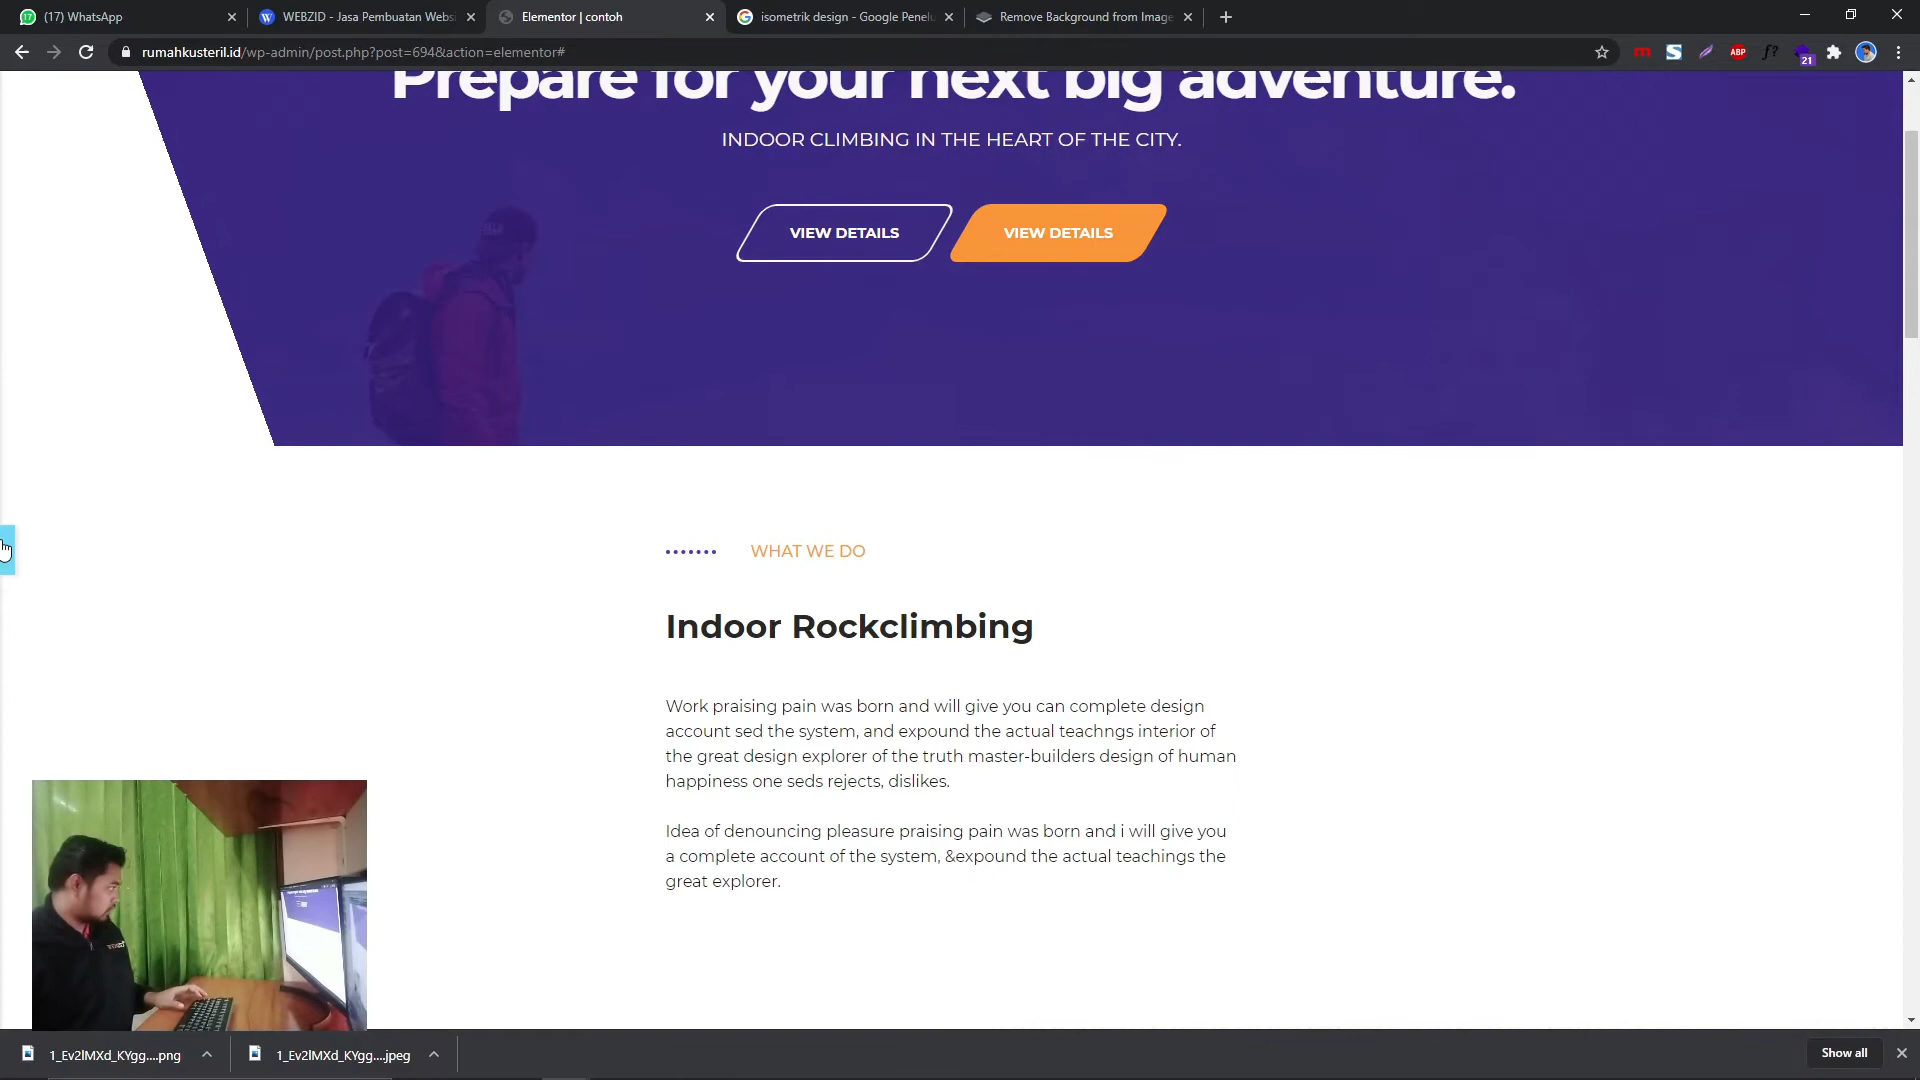 (17) WhatsApp
WEBZID - Jasa Pembuatan Webs
Elementor | contoh
isometrik design - Google Penelu
Remove Background from Image
rumahkusteril.id/wp-admin/post.php?post=694&action=elementor#
ABP
f?
21
Prepare for your next big adventure.
INDOOR CLIMBING IN THE HEART OF THE CITY.
VIEW DETAILS
VIEW DETAILS
WHAT WE DO
Indoor Rockclimbing
Work praising pain was born and will give you can complete design
account sed the system, and expound the actual teachngs interior of
the great design explorer of the truth master-builders design of human
happiness one seds rejects, dislikes.
Idea of denouncing pleasure praising pain was born and i will give you
a complete account of the system, &expound the actual teachings the
great explorer.
1_Ev2lMXd_KYgg....png
1_Ev2lMXd_KYgg....jpeg
Show all